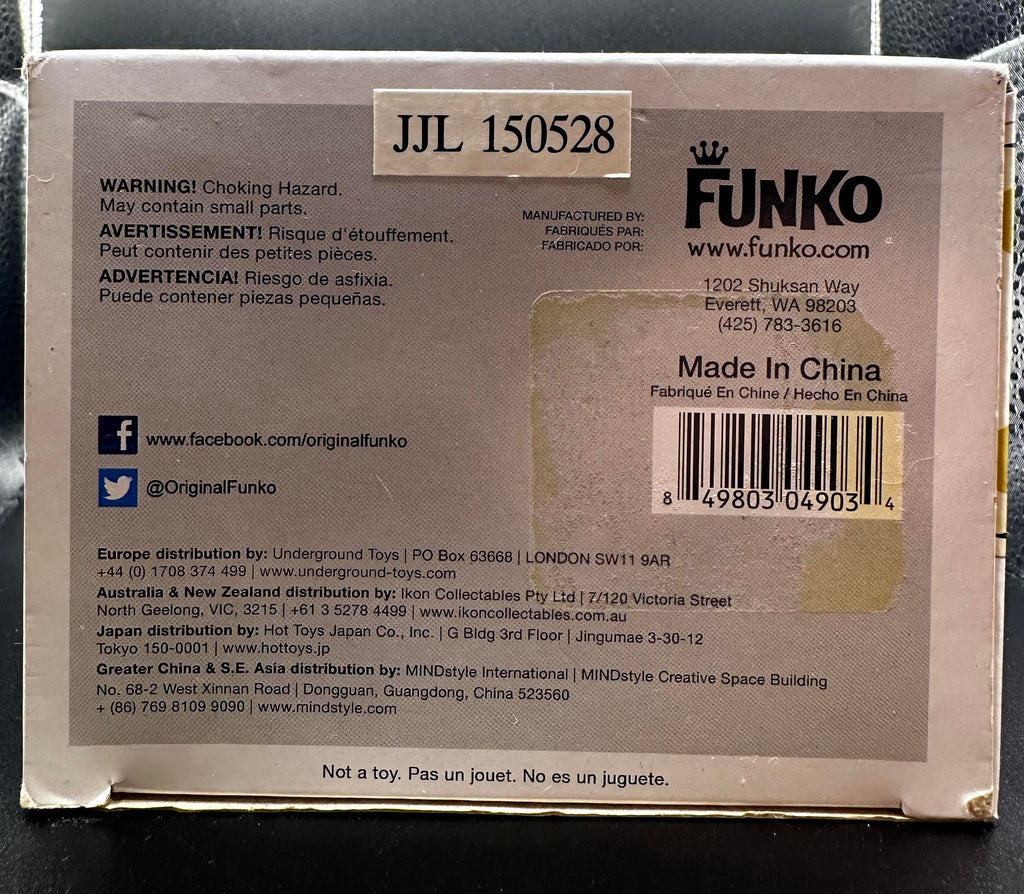 JJL 150528
WARNING! Choking Hazard.
May contain small parts.
AVERTISSEMENT! Risque d'étouffement.
Peut contenir des petites pièces.
ADVERTENCIA! Riesgo de asfixia.
Puede contener piezas pequeñas.
MANUFACTURED BY:
FABRIQUÉS PAR:
FABRICADO POR:
FUNKO
www.funko.com
1202 Shuksan Way
Everett, WA 98203
(425) 783-3616
Made In China
Fabriqué En Chine / Hecho En China
8 49803 04903 4
f www.facebook.com/originalfunko
@OriginalFunko
Europe distribution by: Underground Toys | PO Box 63668 | LONDON SW11 9AR
+44 (0) 1708 374 499 | www.underground-toys.com
Australia & New Zealand distribution by: Ikon Collectables Pty Ltd | 7/120 Victoria Street
North Geelong, VIC, 3215 | +61 3 5278 4499 | www.ikoncollectables.com.au
Japan distribution by: Hot Toys Japan Co., Inc. | G Bldg 3rd Floor | Jingumae 3-30-12
Tokyo 150-0001 | www.hottoys.jp
Greater China & S.E. Asia distribution by: MINDstyle International | MINDstyle Creative Space Building
No. 68-2 West Xinnan Road | Dongguan, Guangdong, China 523560
+ (86) 769 8109 9090 | www.mindstyle.com
Not a toy. Pas un jouet. No es un juguete.